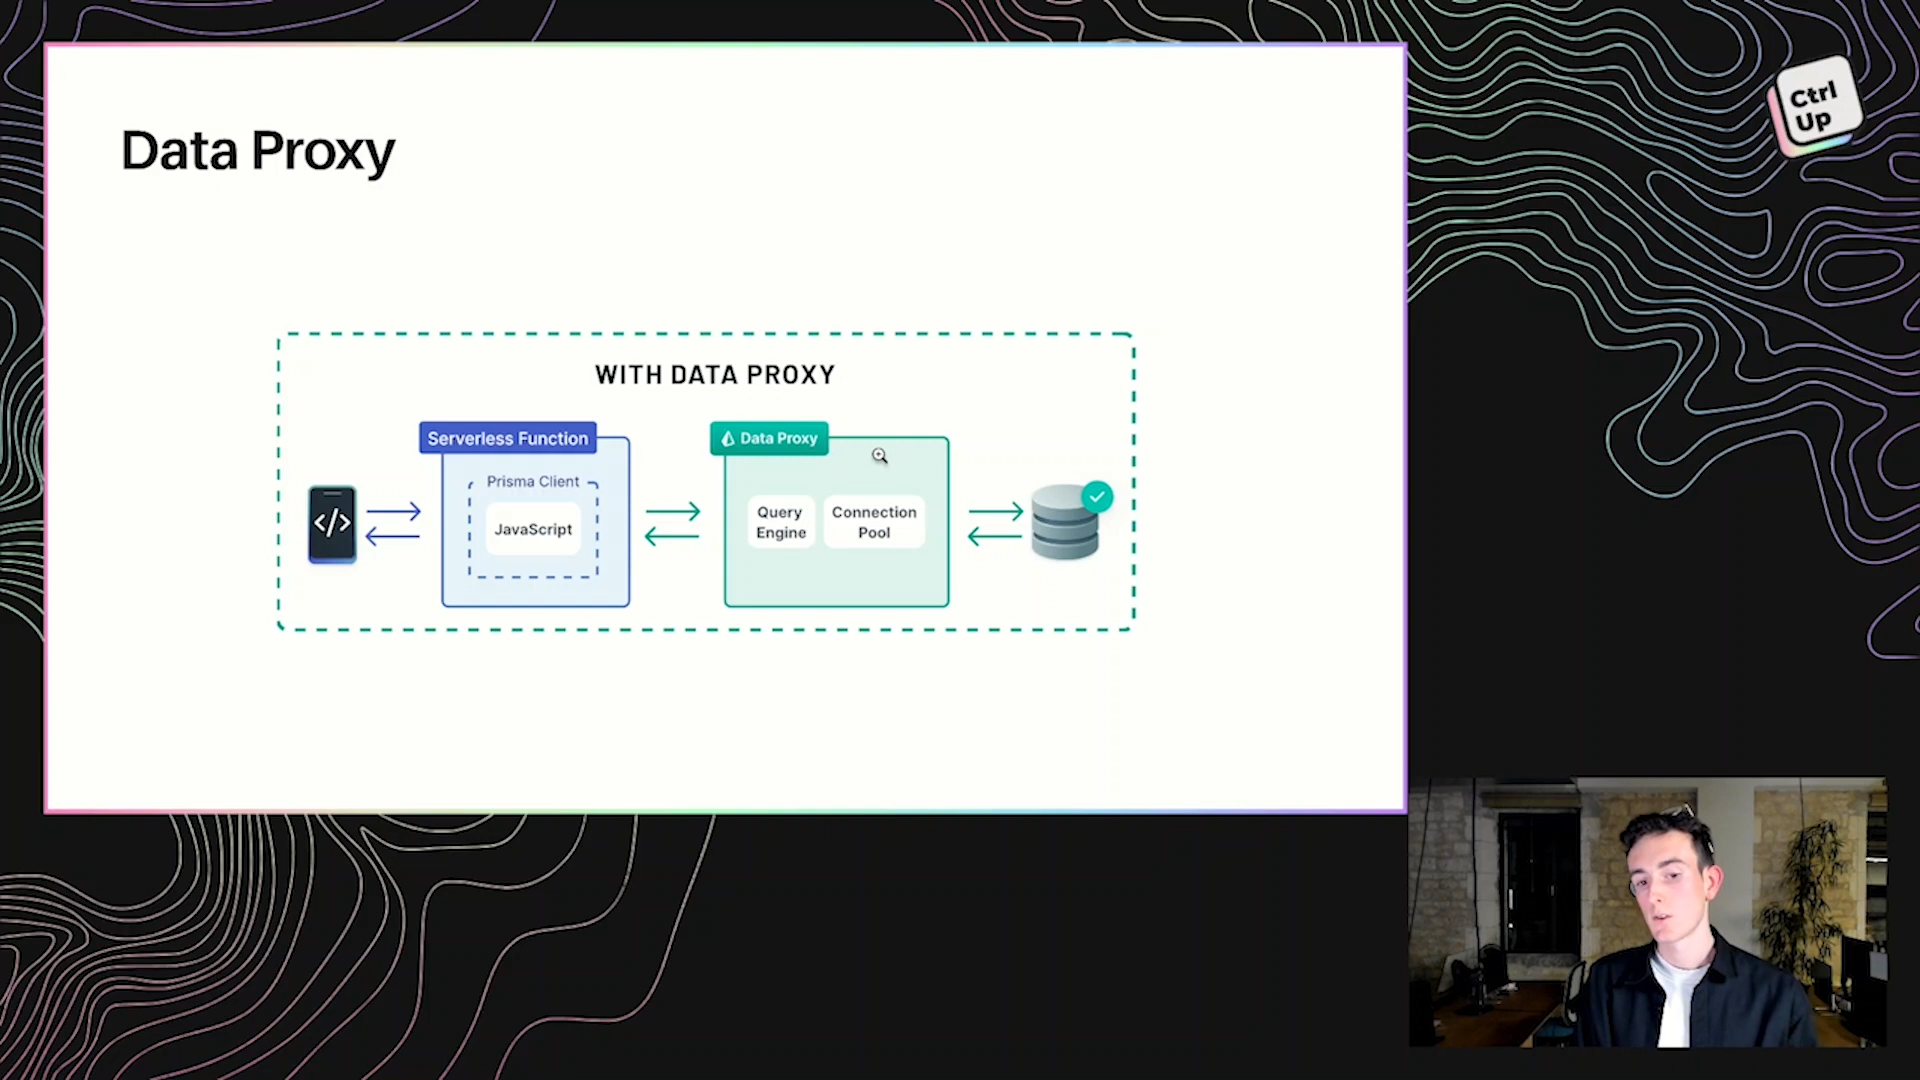 Data Proxy
Ctrl
Up
WITH DATA PROXY
Serverless Function
Data Proxy
Prisma Client
JavaScript
</>
Query
Engine
Connection
Pool